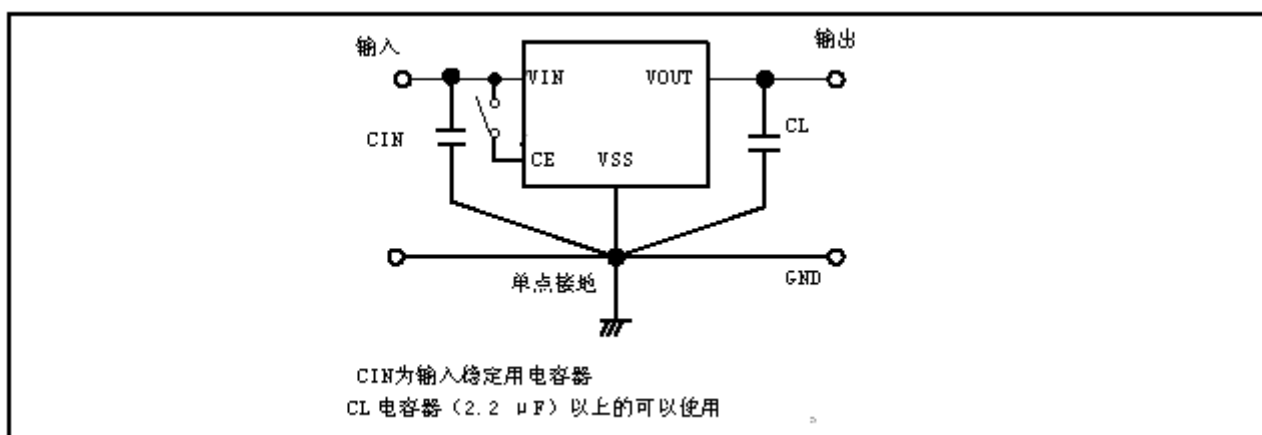 输入
输出
VIN
VOUT
CIN
CL
CE
VSS
单点接地
GND
CIN为输入稳定用电容器
CL 电容器（2.2 μF）以上的可以使用